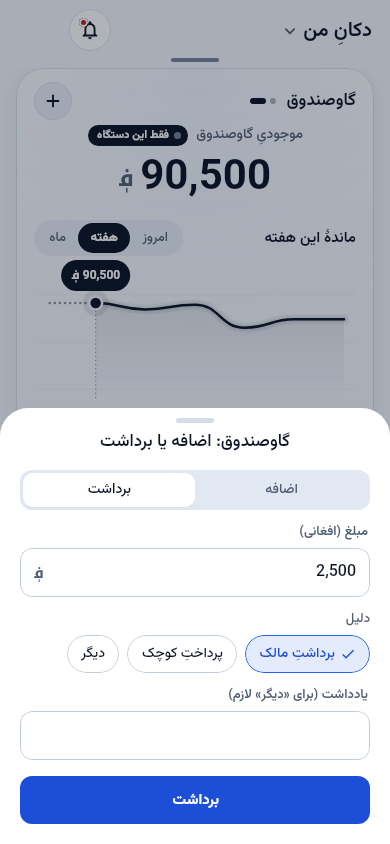 دکانِ من
گاوصندوق
موجودیِ گاوصندوق
فقط این دستگاه
90,500 ؋
ماندهٔ این هفته
امروز
هفته
ماه
90,500 ؋
گاوصندوق: اضافه یا برداشت
اضافه
برداشت
مبلغ (افغانی)
2,500 ؋
دلیل
برداشتِ مالک
پرداختِ کوچک
دیگر
یادداشت (برای «دیگر» لازم)
برداشت